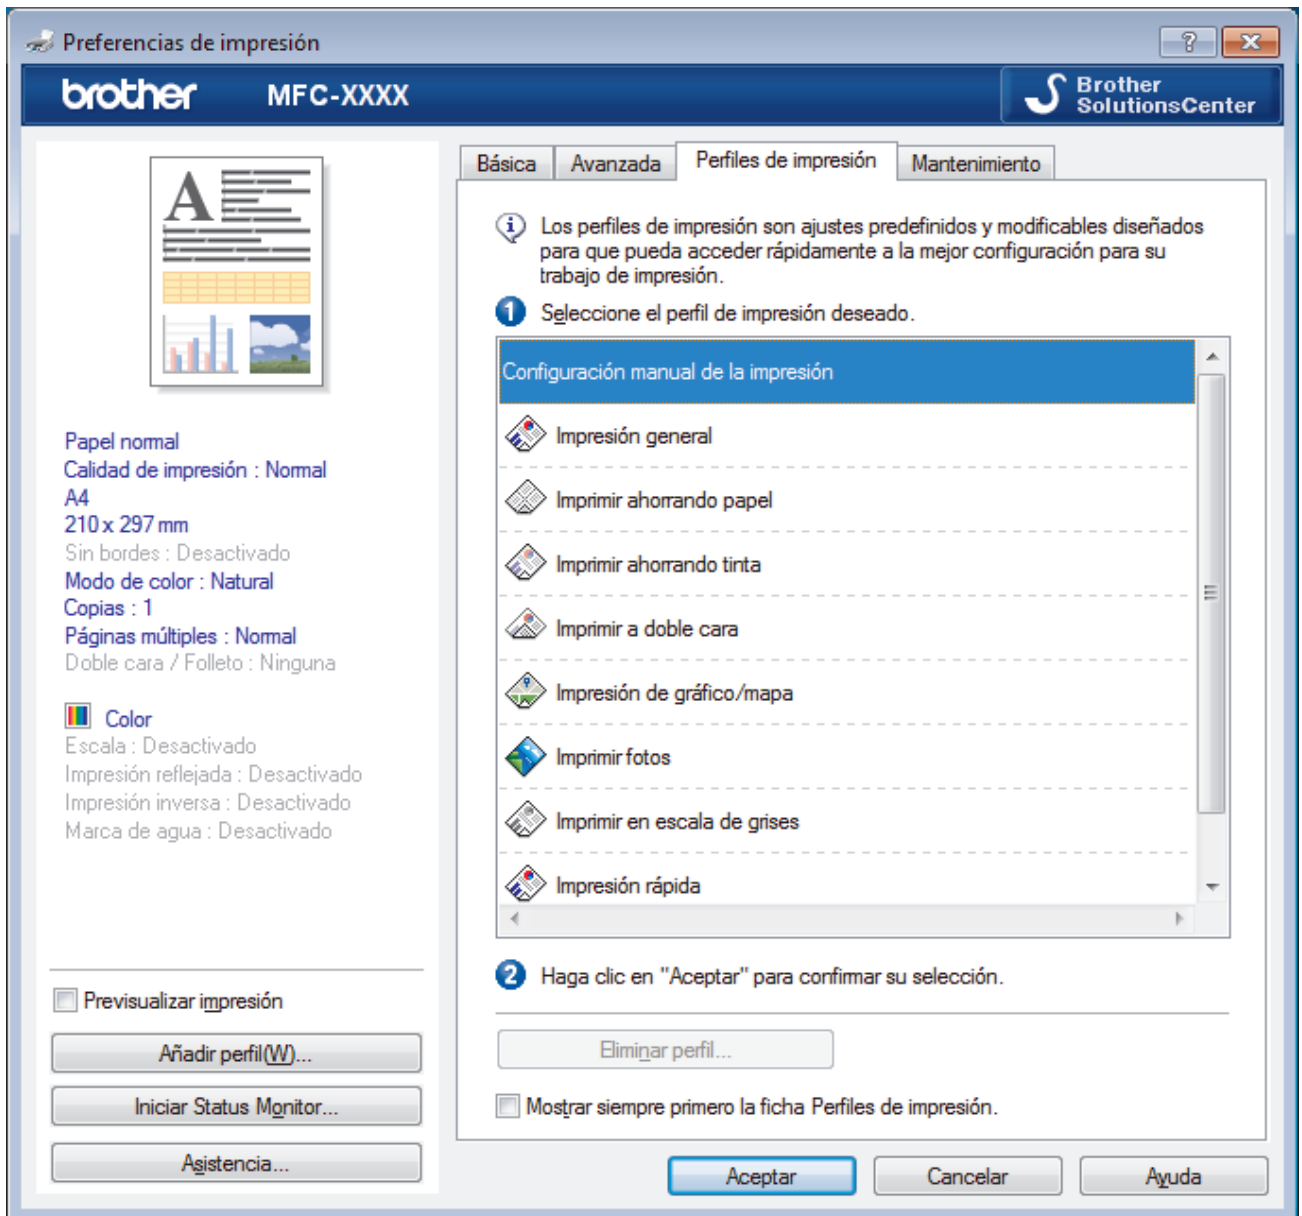 Preferencias de impresión
brother MFC-XXXX
Brother
SolutionsCenter
A
Papel normal
Calidad de impresión : Normal
A4
210 x 297 mm
Sin bordes : Desactivado
Modo de color : Natural
Copias : 1
Páginas múltiples : Normal
Doble cara / Folleto : Ninguna
Color
Escala : Desactivado
Impresión reflejada : Desactivado
Impresión inversa : Desactivado
Marca de agua : Desactivado
Previsualizar impresión
Añadir perfil(W)...
Iniciar Status Monitor...
Asistencia...
Básica Avanzada Perfiles de impresión Mantenimiento
Los perfiles de impresión son ajustes predefinidos y modificables diseñados
para que pueda acceder rápidamente a la mejor configuración para su
trabajo de impresión.
1 Seleccione el perfil de impresión deseado.
Configuración manual de la impresión
Impresión general
Imprimir ahorrando papel
Imprimir ahorrando tinta
Imprimir a doble cara
Impresión de gráfico/mapa
Imprimir fotos
Imprimir en escala de grises
Impresión rápida
2 Haga clic en "Aceptar" para confirmar su selección.
Eliminar perfil...
Mostrar siempre primero la ficha Perfiles de impresión.
Aceptar Cancelar Ayuda